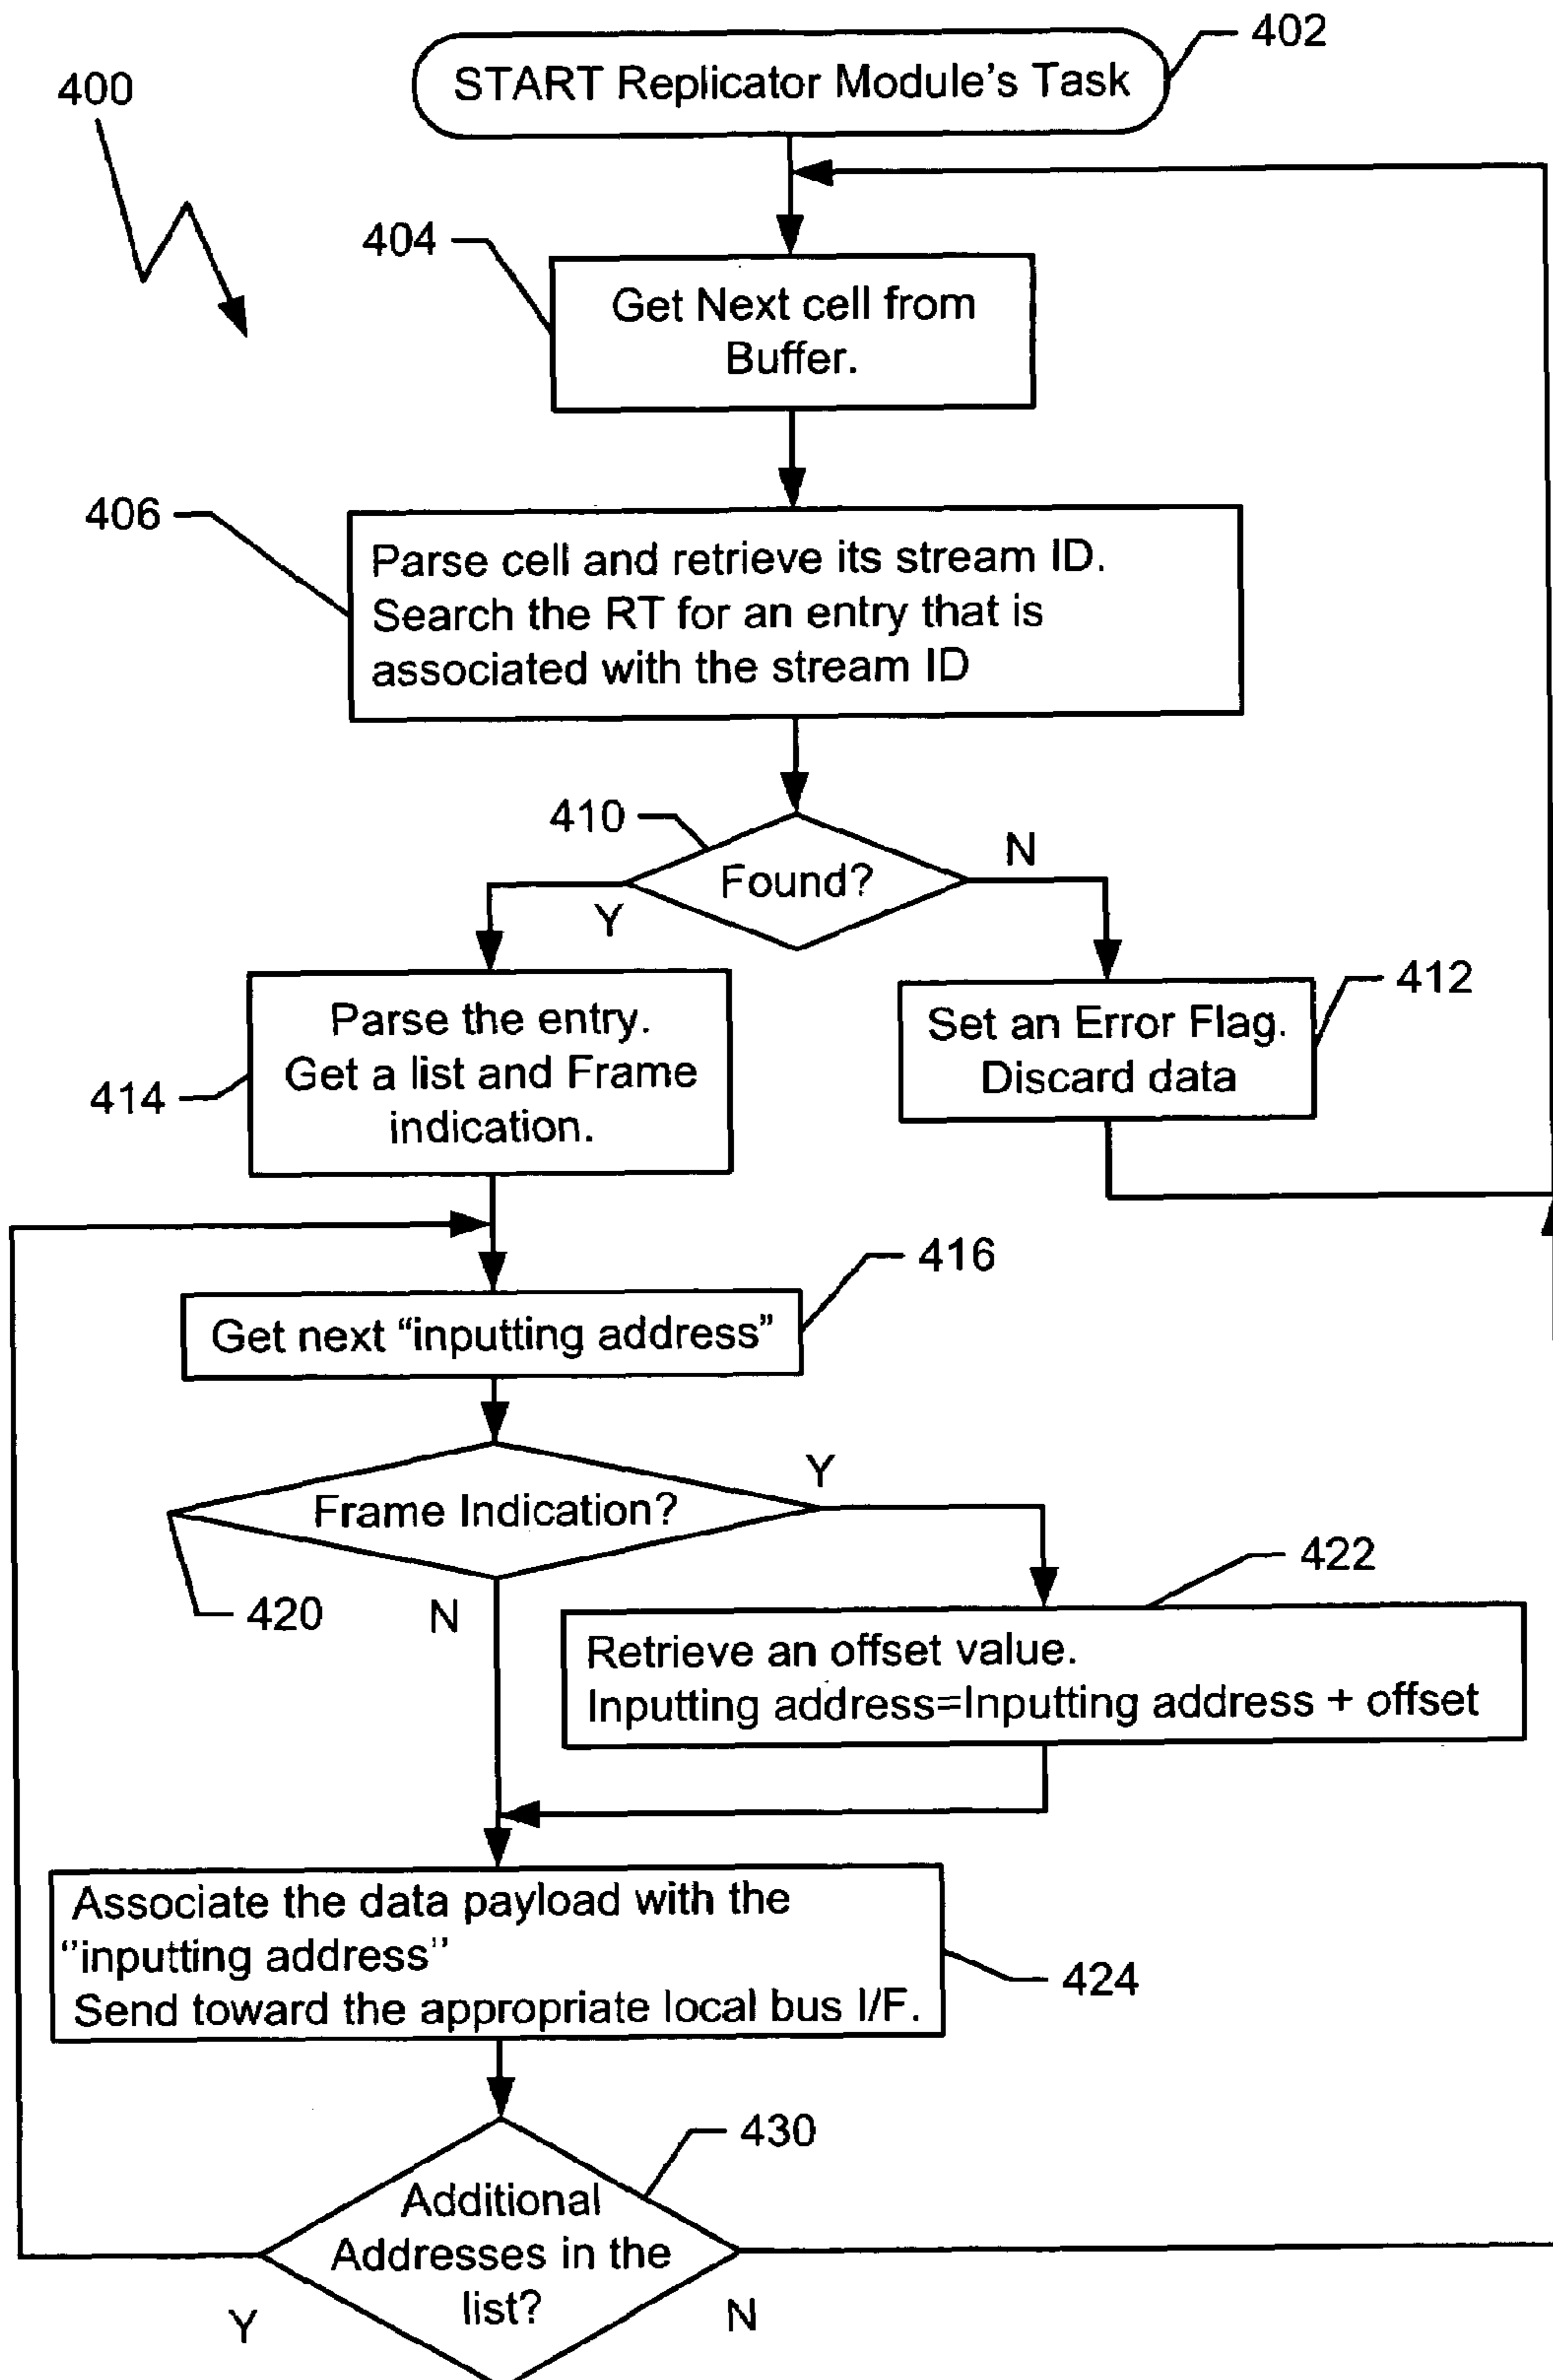 402
START Replicator Module's Task
400
404
Get Next cell from
Buffer.
406
Parse cell and retrieve its stream ID.
Search the RT for an entry that is
associated with the stream ID
410
Found?
N
Y
412
Set an Error Flag.
Discard data
414
Parse the entry.
Get a list and Frame
indication.
416
Get next “inputting address”
Frame Indication?
Y
420
N
422
Retrieve an offset value.
Inputting address=Inputting address + offset
Associate the data payload with the
“inputting address”
Send toward the appropriate local bus I/F.
424
430
Additional
Addresses in the
list?
Y
N